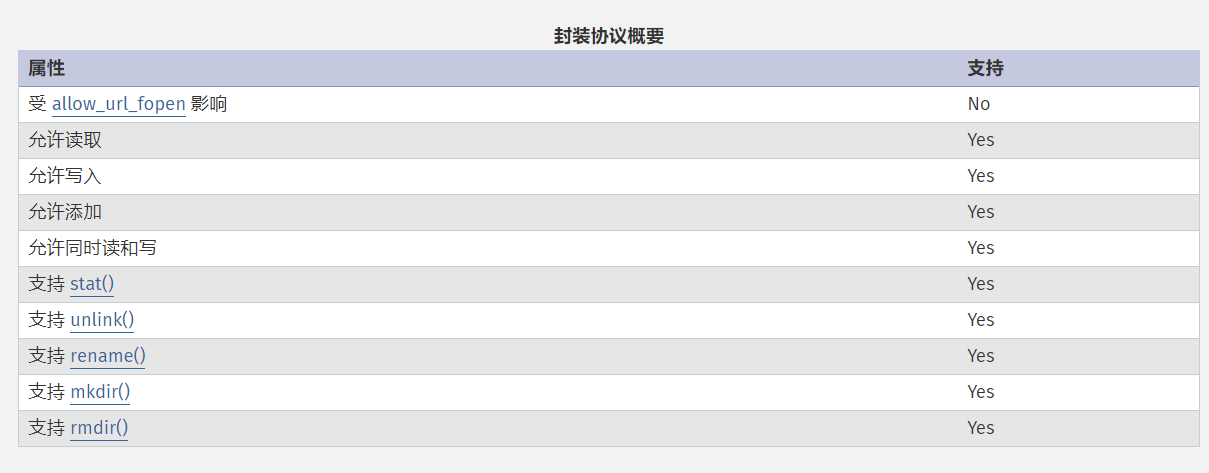 封装协议概要
属性 支持
受 allow_url_fopen 影响 No
允许读取 Yes
允许写入 Yes
允许添加 Yes
允许同时读和写 Yes
支持 stat() Yes
支持 unlink() Yes
支持 rename() Yes
支持 mkdir() Yes
支持 rmdir() Yes